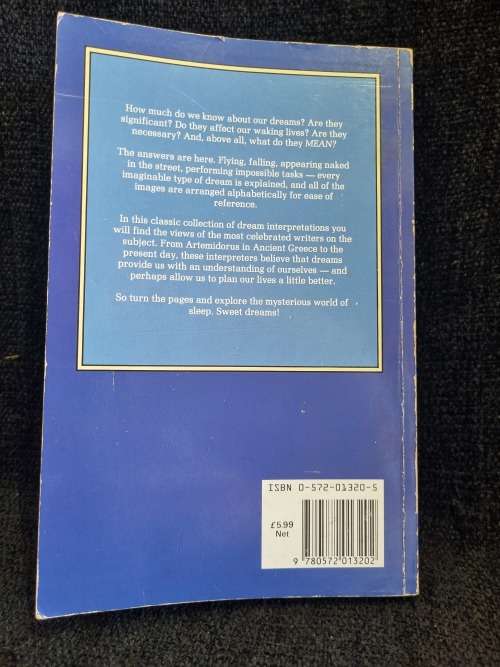 How much do we know about our dreams? Are they
significant? Do they affect our waking lives? Are they
necessary? And, above all, what do they MEAN?
The answers are here. Flying, falling, appearing naked
in the street, performing impossible tasks — every
imaginable type of dream is explained, and all of the
images are arranged alphabetically for ease of
reference.
In this classic collection of dream interpretations you
will find the views of the most celebrated writers on the
subject. From Artemidorus in Ancient Greece to the
present day, these interpreters believe that dreams
provide us with an understanding of ourselves — and
perhaps allow us to plan our lives a little better.
So turn the pages and explore the mysterious world of
sleep. Sweet dreams!
ISBN 0-572-01320-5
£5.99
Net
9 780572 013202